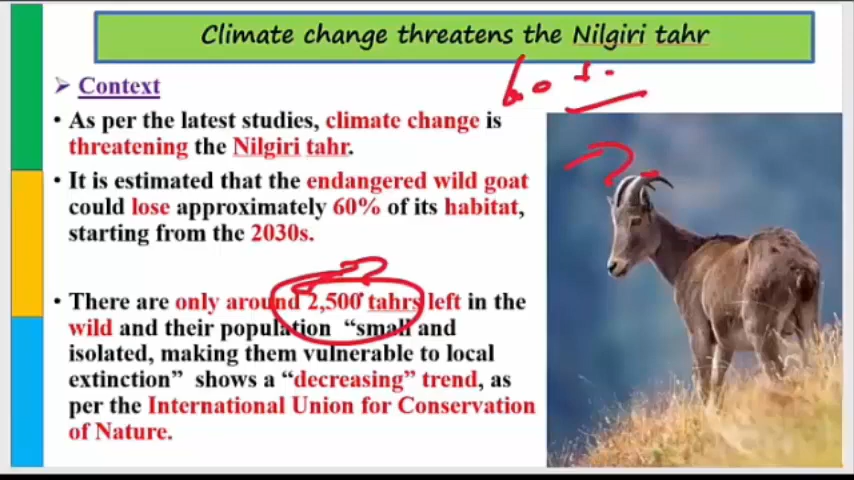 Climate change threatens the Nilgiri tahr
➢ Context
• As per the latest studies, climate change is
threatening the Nilgiri tahr.
• It is estimated that the endangered wild goat
could lose approximately 60% of its habitat,
starting from the 2030s.
• There are only around 2,500 tahrs left in the
wild and their population “small and
isolated, making them vulnerable to local
extinction” shows a “decreasing” trend, as
per the International Union for Conservation
of Nature.